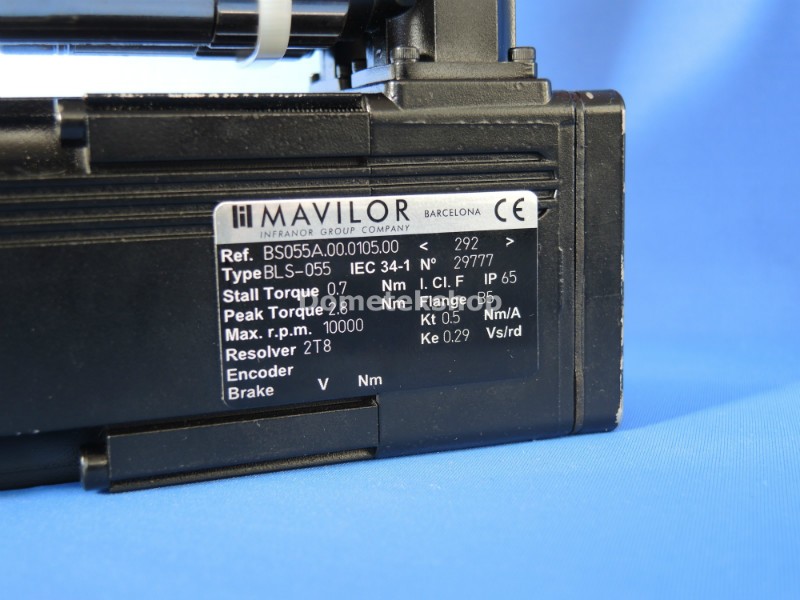 MAVILOR BARCELONA CE
INFRANOR GROUP COMPANY
Ref. BS055A.00.0105.00 < 292 >
Type BLS-055 IEC 34-1 Nº 29777
Stall Torque 0.7 Nm I. Cl. F IP 65
Peak Torque 2.8 Nm Flange B5
Max. r.p.m. 10000 Kt 0.5 Nm/A
Resolver 2T8 Ke 0.29 Vs/rd
Encoder
Brake V Nm
Dometekshop